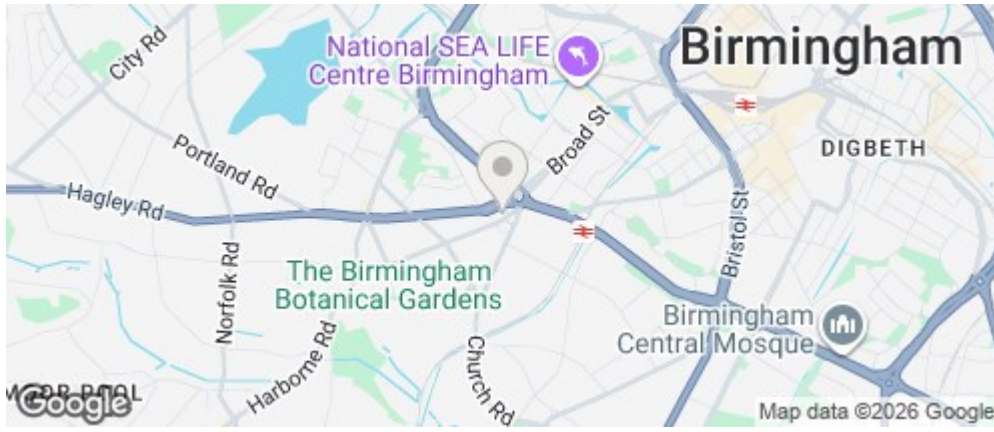 City Rd
National SEA LIFE
Centre Birmingham
Birmingham
Portland Rd
Broad St
DIGBETH
Hagley Rd
Norfolk Rd
Bristol St
The Birmingham
Botanical Gardens
Harborne Rd
Church Rd
Birmingham
Central Mosque
Google
Map data ©2026 Google